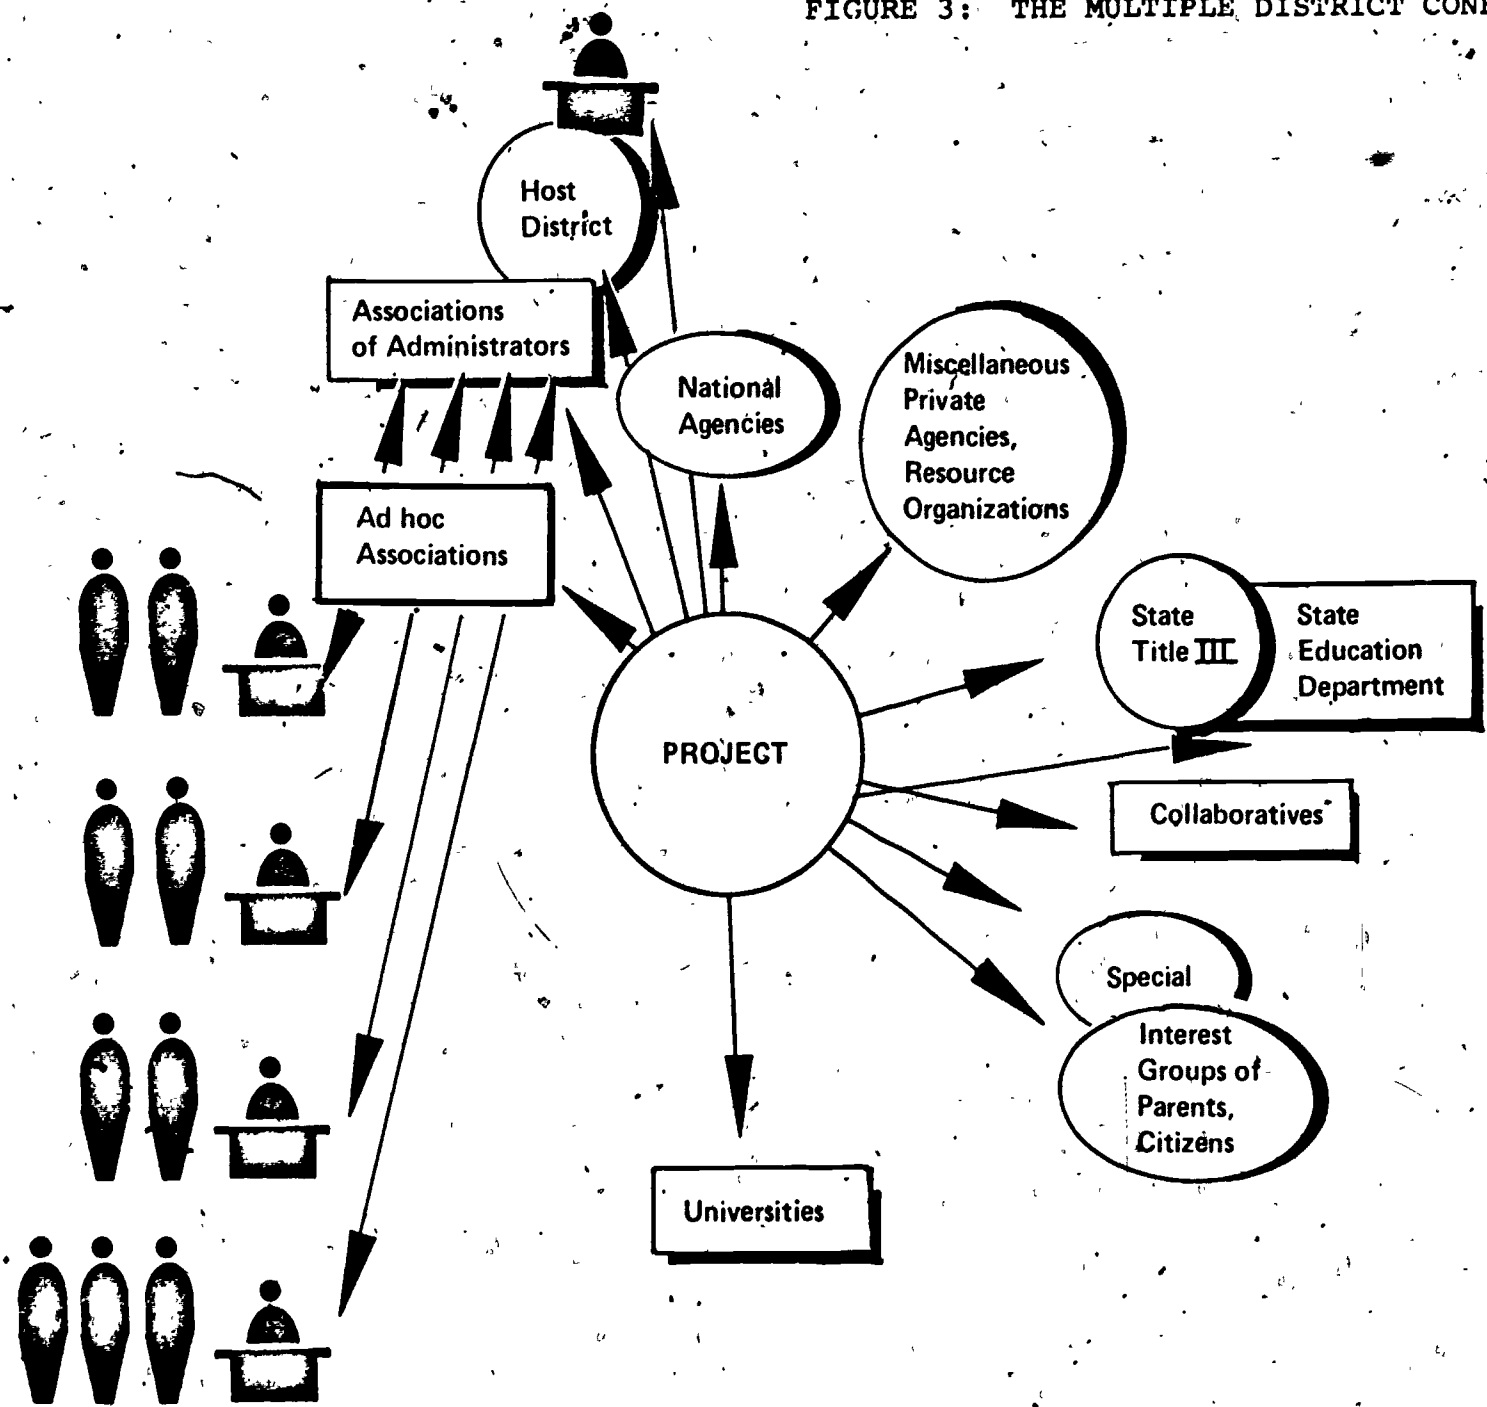 FIGURE 3: THE MULTIPLE DISTRICT
Host
District
Associations
of Administrators
National
Agencies
Miscellaneous
Private
Agencies,
Resource
Organizations
Ad hoc
Associations
State
Title III
State
Education
Department
PROJECT
Collaboratives
Special
Interest
Groups of
Parents,
Citizens
Universities